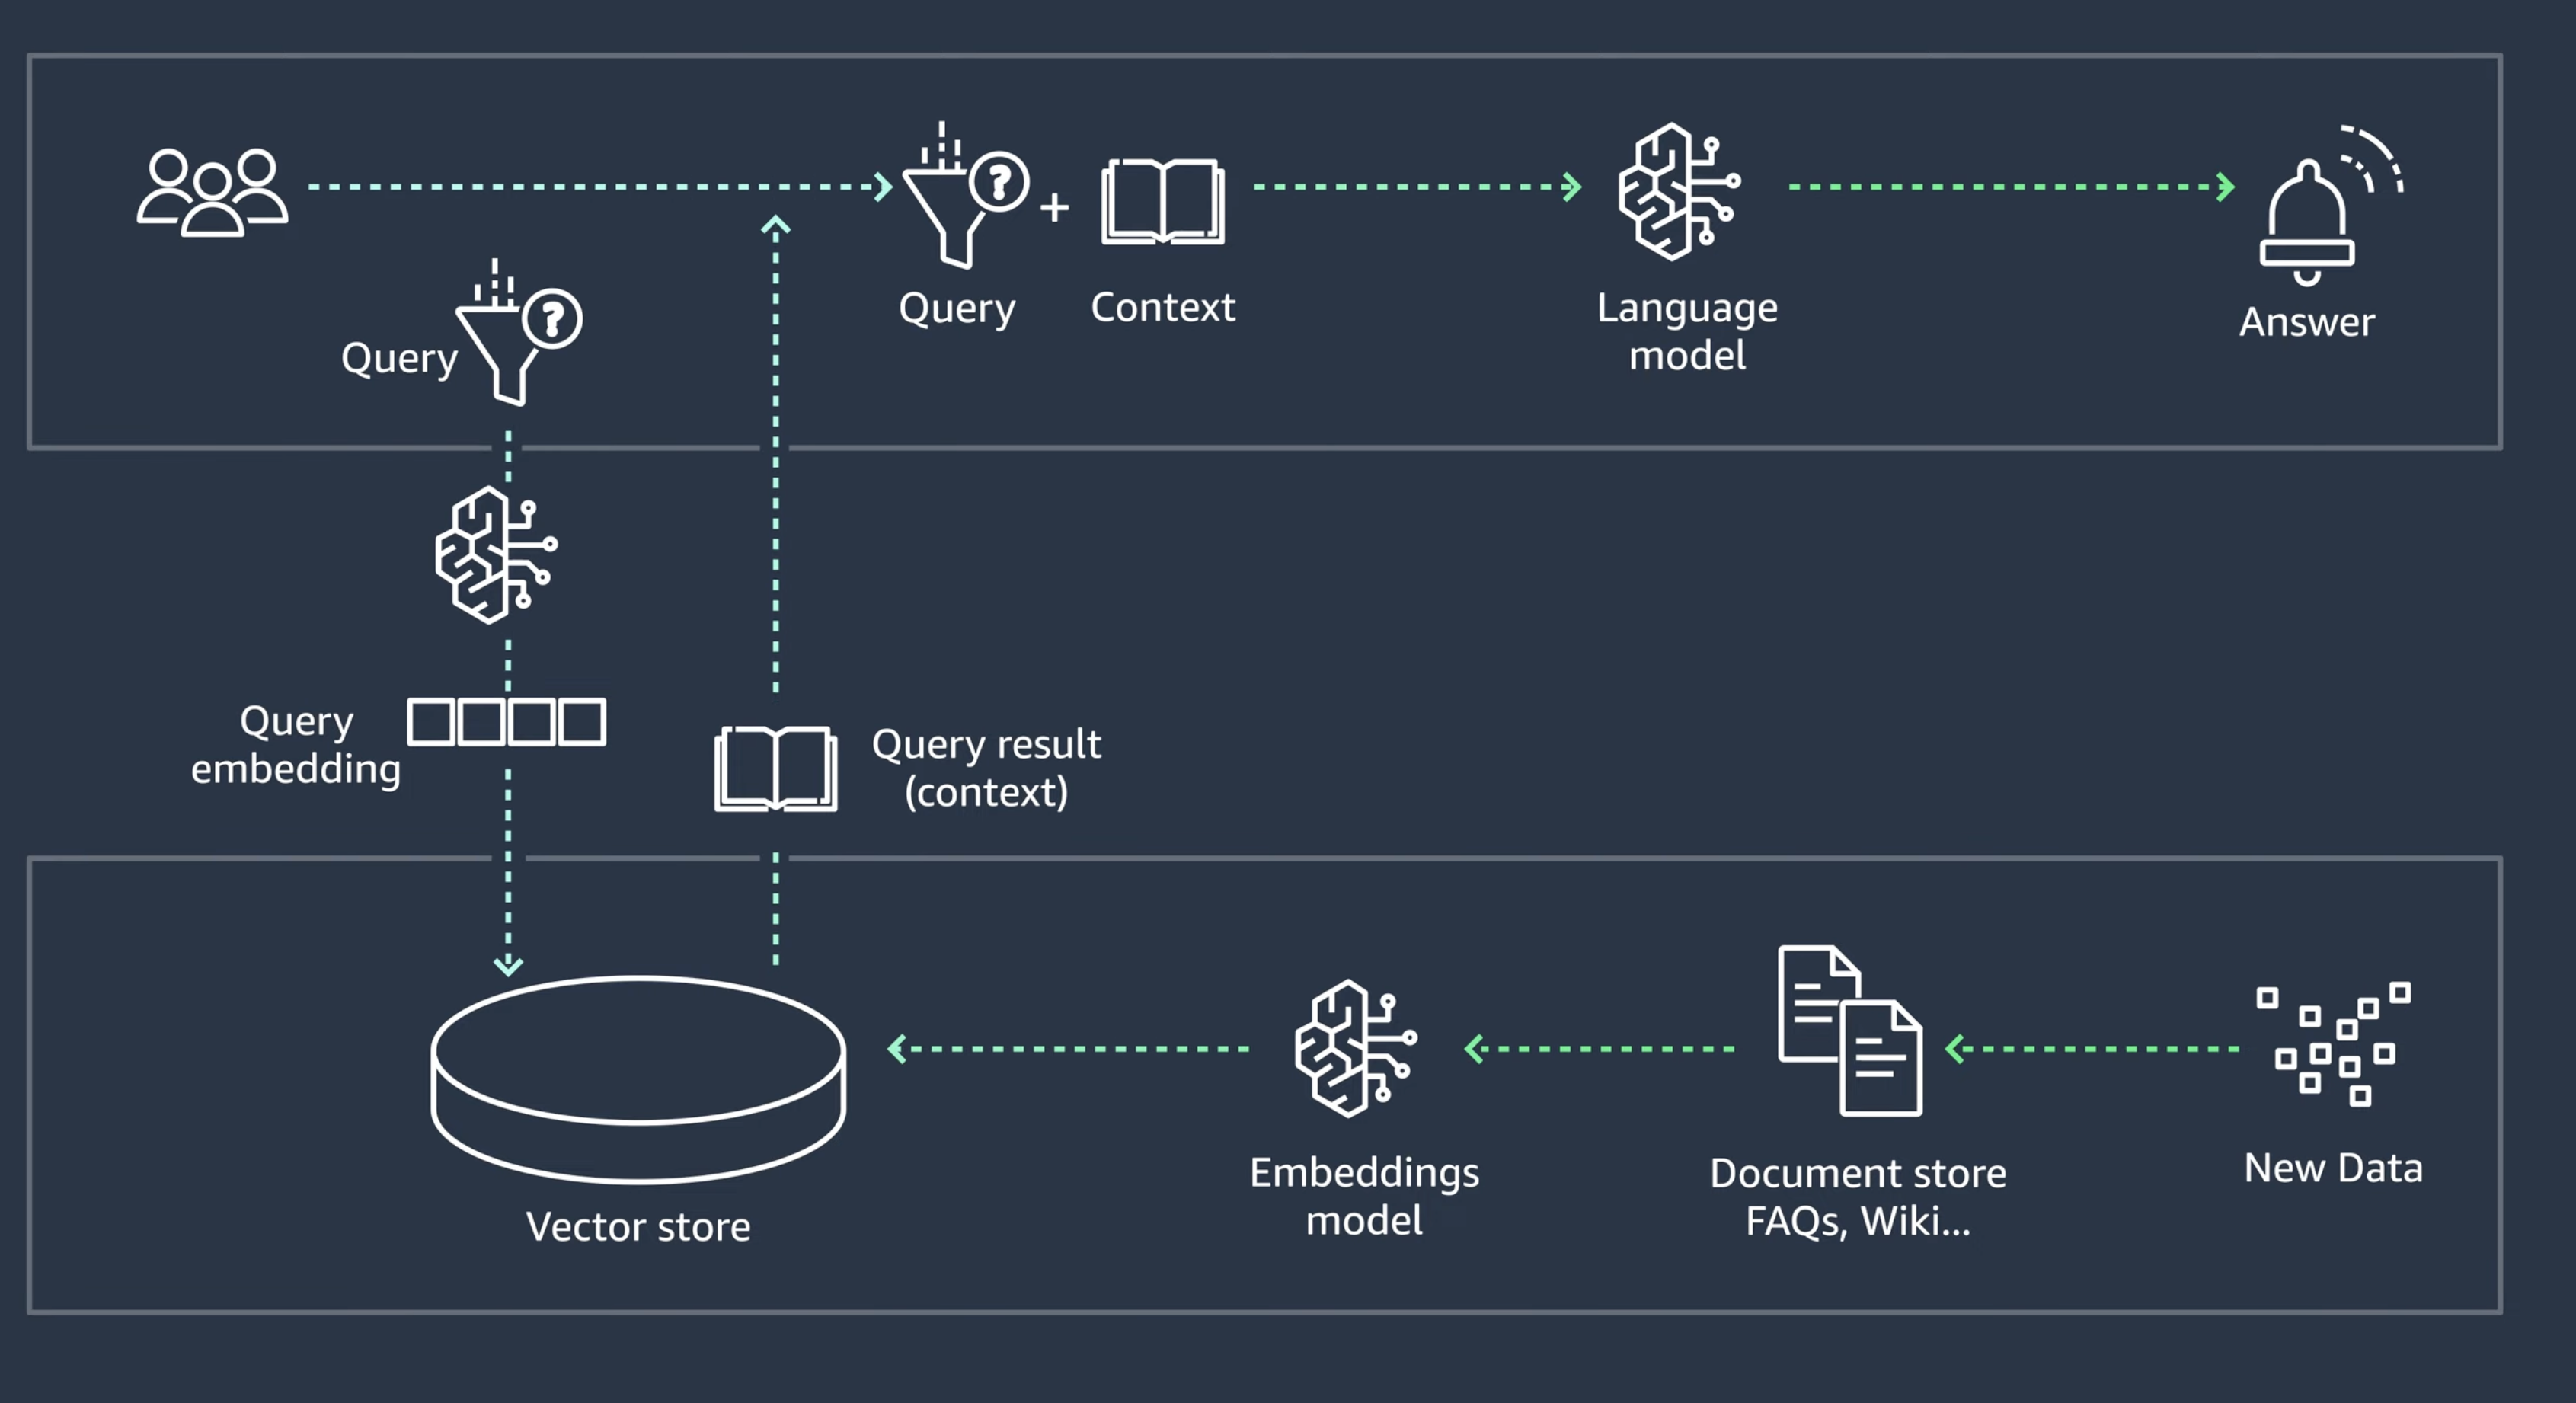 Query
Context
Language
model
Answer
Query
Query
embedding
Query result
(context)
Vector store
Embeddings
model
Document store
FAQs, Wiki...
New Data